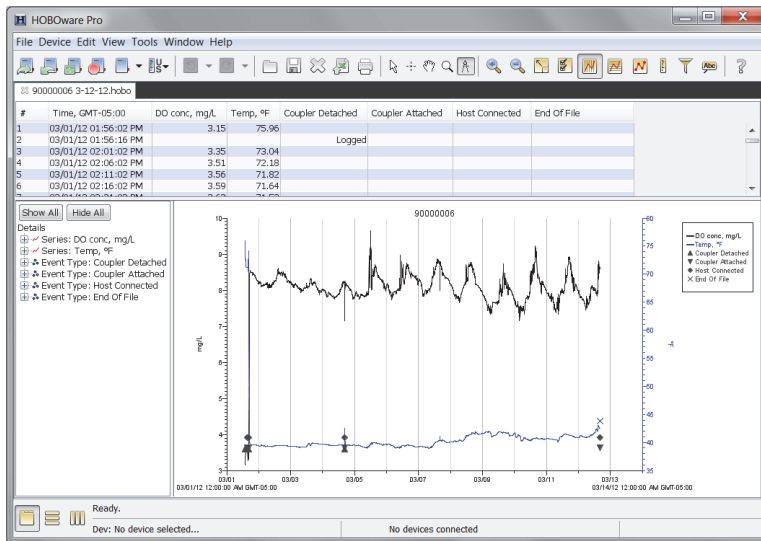 HOBOware Pro
File Device Edit View Tools Window Help
90000006 3-12-12.hobo
# Time, GMT-05:00 DO conc, mg/L Temp, °F Coupler Detached Coupler Attached Host Connected End Of File
1 03/01/12 01:56:02 PM 3.15 75.96
2 03/01/12 01:56:16 PM Logged
3 03/01/12 02:01:02 PM 3.35 73.04
4 03/01/12 02:06:02 PM 3.51 72.18
5 03/01/12 02:11:02 PM 3.56 71.82
6 03/01/12 02:16:02 PM 3.59 71.64
Show All Hide All
Details
Series: DO conc, mg/L
Series: Temp, °F
Event Type: Coupler Detached
Event Type: Coupler Attached
Event Type: Host Connected
Event Type: End Of File
90000006
10
9
8
7
6
5
4
3
mg/L
80
75
70
65
60
55
50
45
40
35
DO conc, mg/L
Temp, °F
Coupler Detached
Coupler Attached
Host Connected
End Of File
03/01 03/03 03/05 03/07 03/09 03/11 03/13
03/01/12 12:00:00 AM GMT-05:00 03/14/12 12:00:00 AM GMT-05:00
Ready.
Dev: No device selected... No devices connected